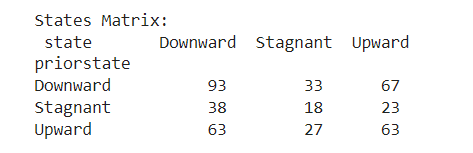 States Matrix:
state Downward Stagnant Upward
priorstate
Downward 93 33 67
Stagnant 38 18 23
Upward 63 27 63